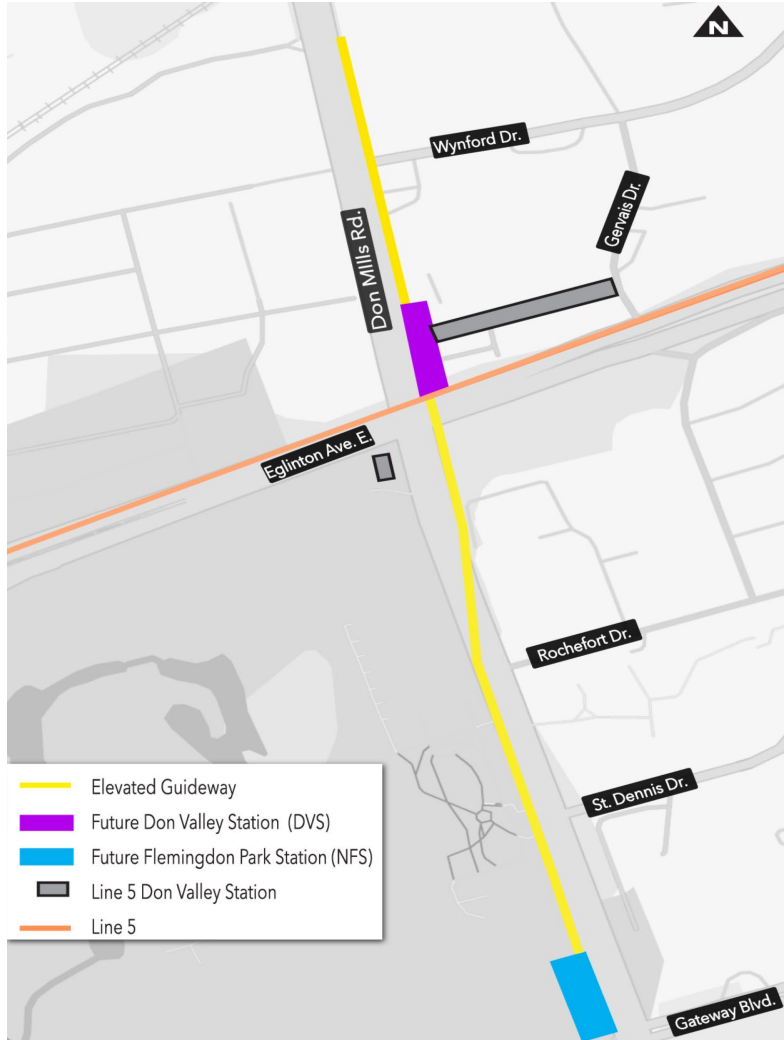 N
Wynford Dr.
Gervais Dr.
Don Mills Rd.
Eglinton Ave. E.
Rochefort Dr.
St. Dennis Dr.
Elevated Guideway
Future Don Valley Station (DVS)
Future Flemingdon Park Station (NFS)
Line 5 Don Valley Station
Line 5
Gateway Blvd.